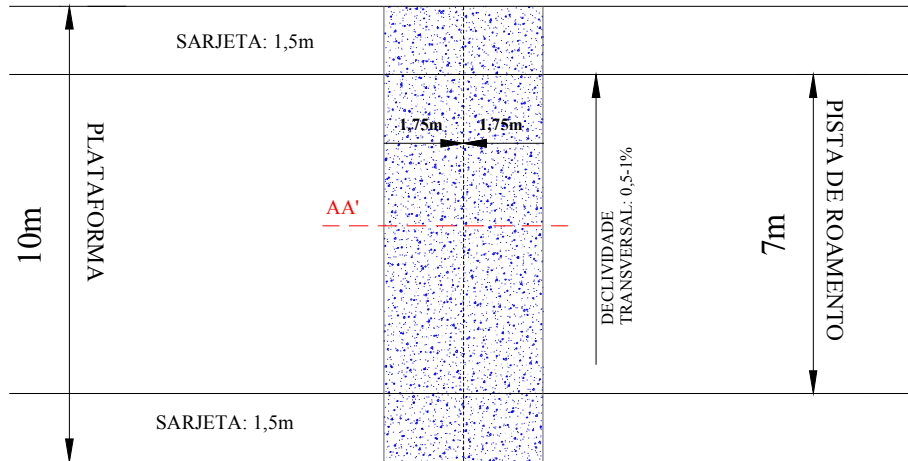 SARJETA: 1,5m
1,75m 1,75m
AA'
10m
PLATAFORMA
DECLIVIDADE
TRANSVERSAL: 0,5-1%
7m
PISTA DE ROAMENTO
SARJETA: 1,5m